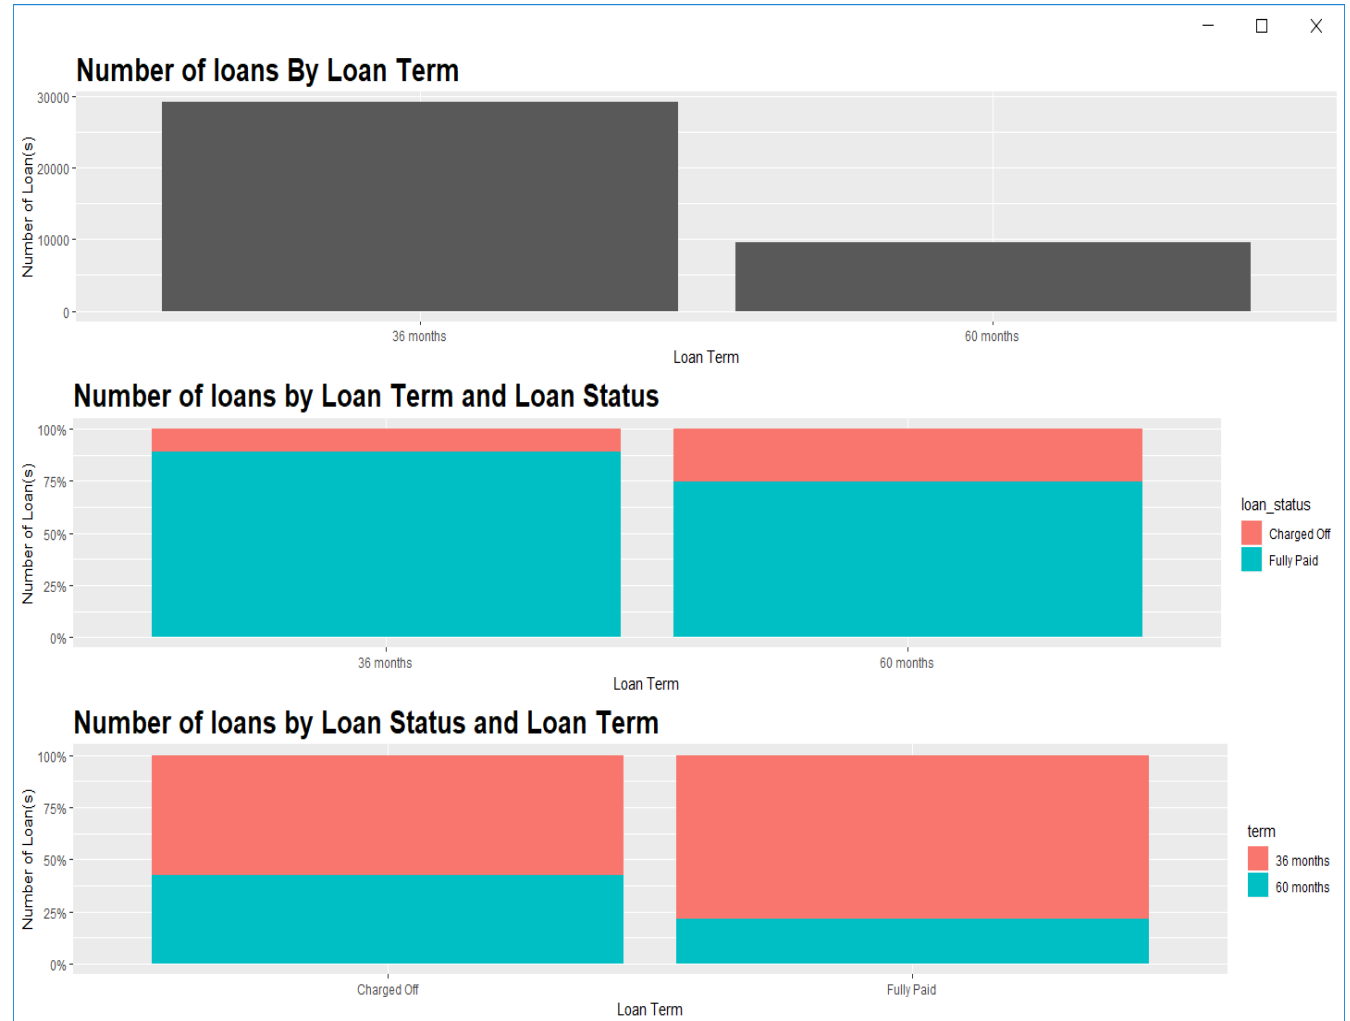 Number of loans By Loan Term
Number of Loan(s)
30000
20000
10000
0
36 months
60 months
Loan Term
Number of loans by Loan Term and Loan Status
Number of Loan(s)
100%
75%
50%
25%
0%
36 months
60 months
Loan Term
loan_status
Charged Off
Fully Paid
Number of loans by Loan Status and Loan Term
Number of Loan(s)
100%
75%
50%
25%
0%
Charged Off
Fully Paid
Loan Term
term
36 months
60 months